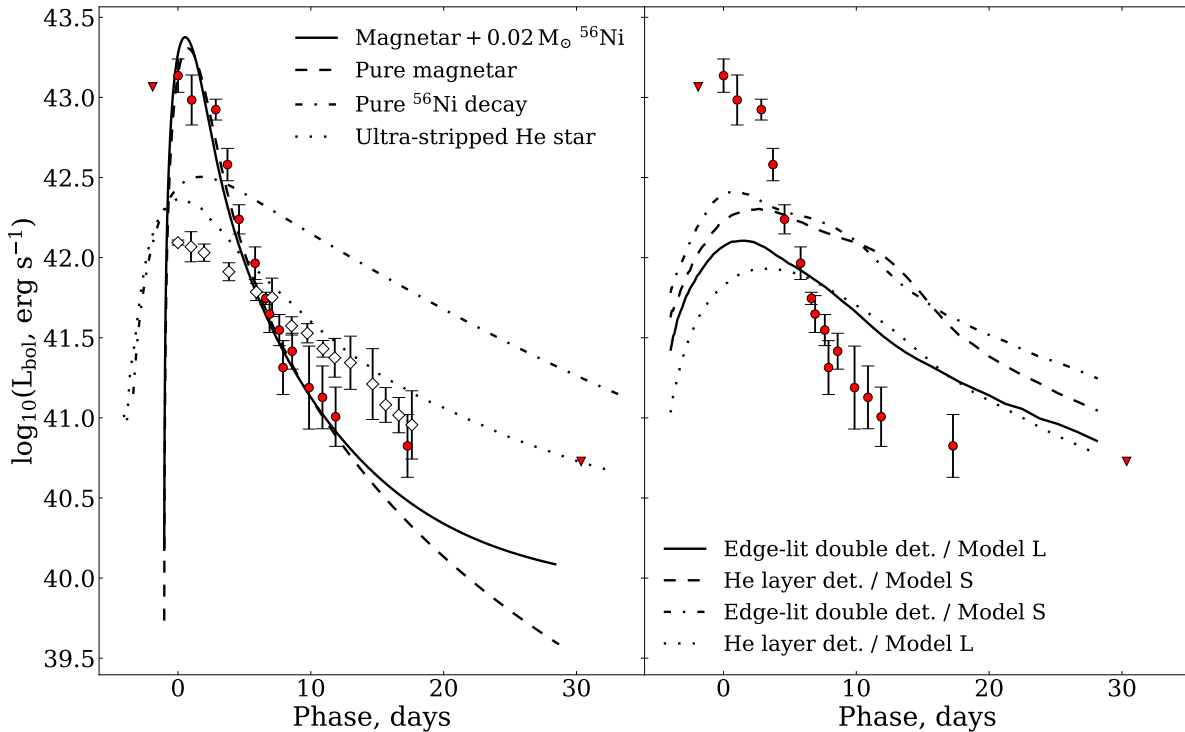 43.5
43.0
42.5
42.0
41.5
41.0
40.5
40.0
39.5
log₁₀(L_bol, erg s⁻¹)
Magnetar + 0.02 M⊙ ⁵⁶Ni
Pure magnetar
Pure ⁵⁶Ni decay
Ultra-stripped He star
0 10 20 30
Phase, days
Edge-lit double det. / Model L
He layer det. / Model S
Edge-lit double det. / Model S
He layer det. / Model L
0 10 20 30
Phase, days